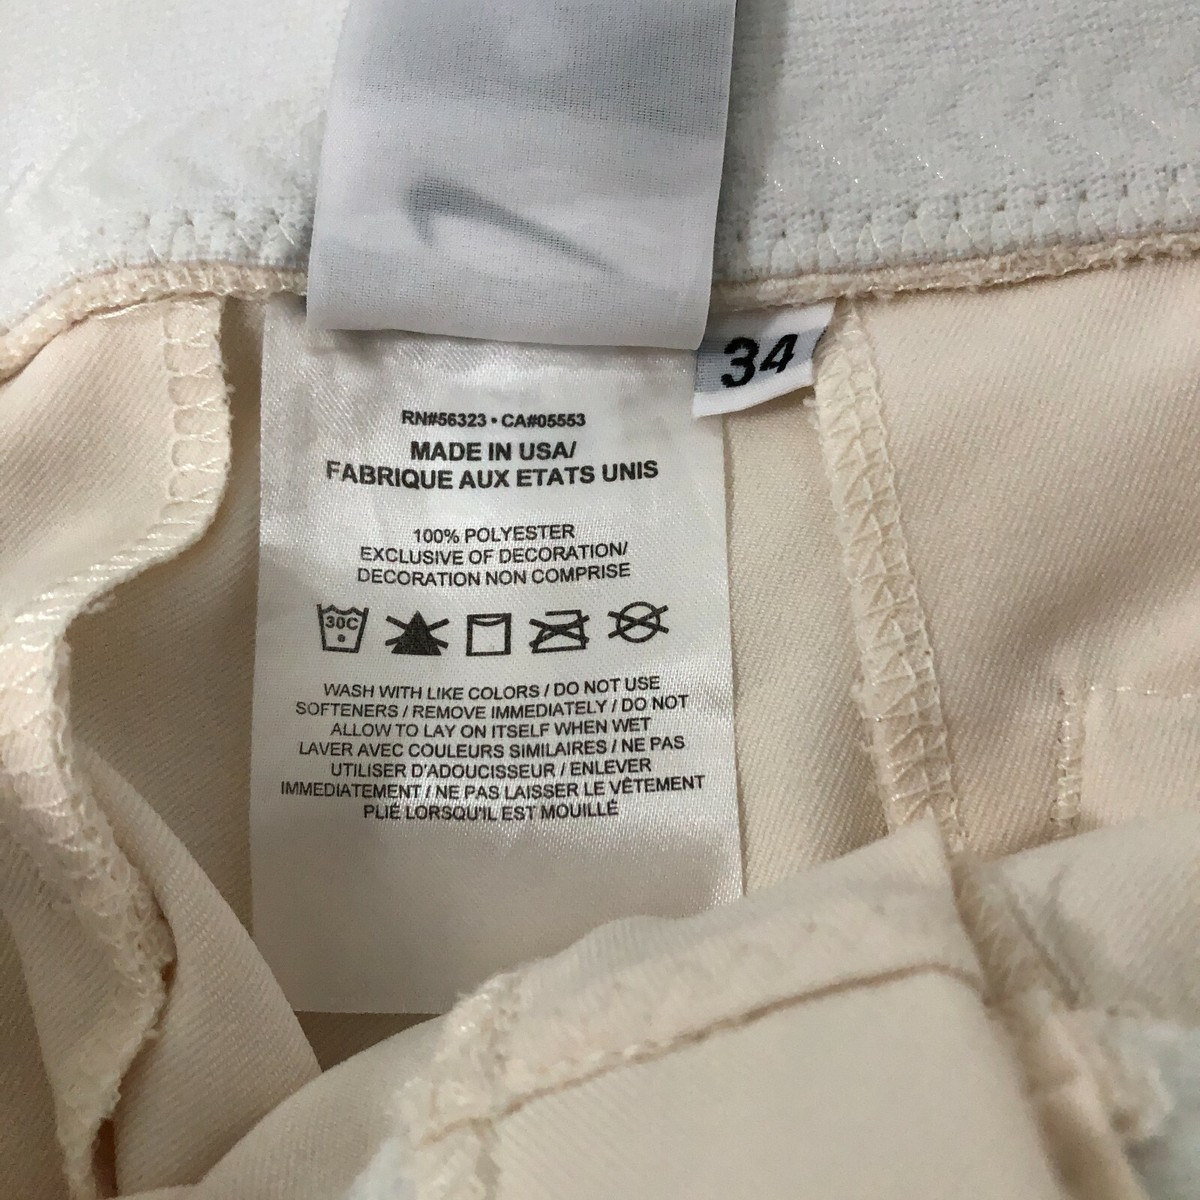 34
RN#56323 • CA#05553
MADE IN USA/
FABRIQUE AUX ETATS UNIS
100% POLYESTER
EXCLUSIVE OF DECORATION/
DECORATION NON COMPRISE
30C
WASH WITH LIKE COLORS / DO NOT USE
SOFTENERS / REMOVE IMMEDIATELY / DO NOT
ALLOW TO LAY ON ITSELF WHEN WET
LAVER AVEC COULEURS SIMILAIRES / NE PAS
UTILISER D'ADOUCISSEUR / ENLEVER
IMMEDIATEMENT / NE PAS LAISSER LE VÊTEMENT
PLIÉ LORSQU'IL EST MOUILLÉ